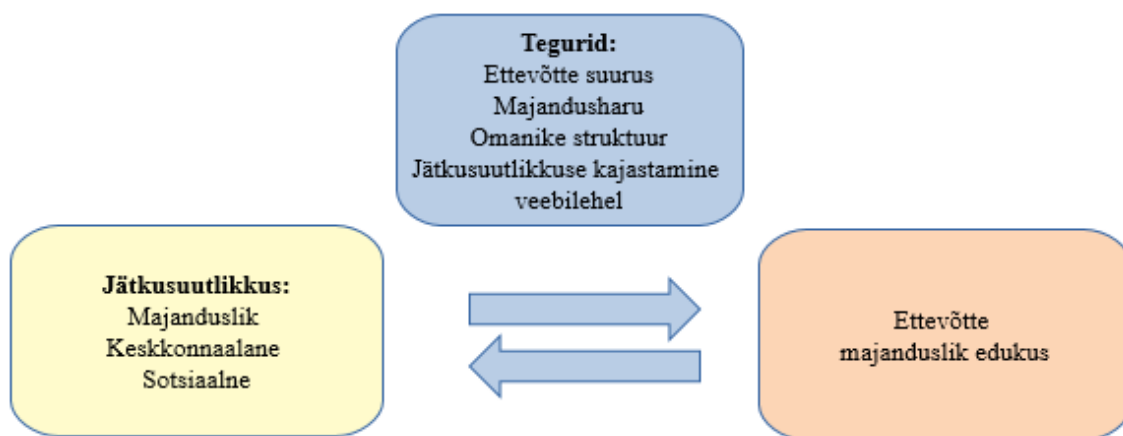 Tegurid:
Ettevõtte suurus
Majandusharu
Omanike struktuur
Jätkusuutlikkuse kajastamine
veebilehel
Jätkusuutlikkus:
Majanduslik
Keskkonnaalane
Sotsiaalne
Ettevõtte
majanduslik edukus